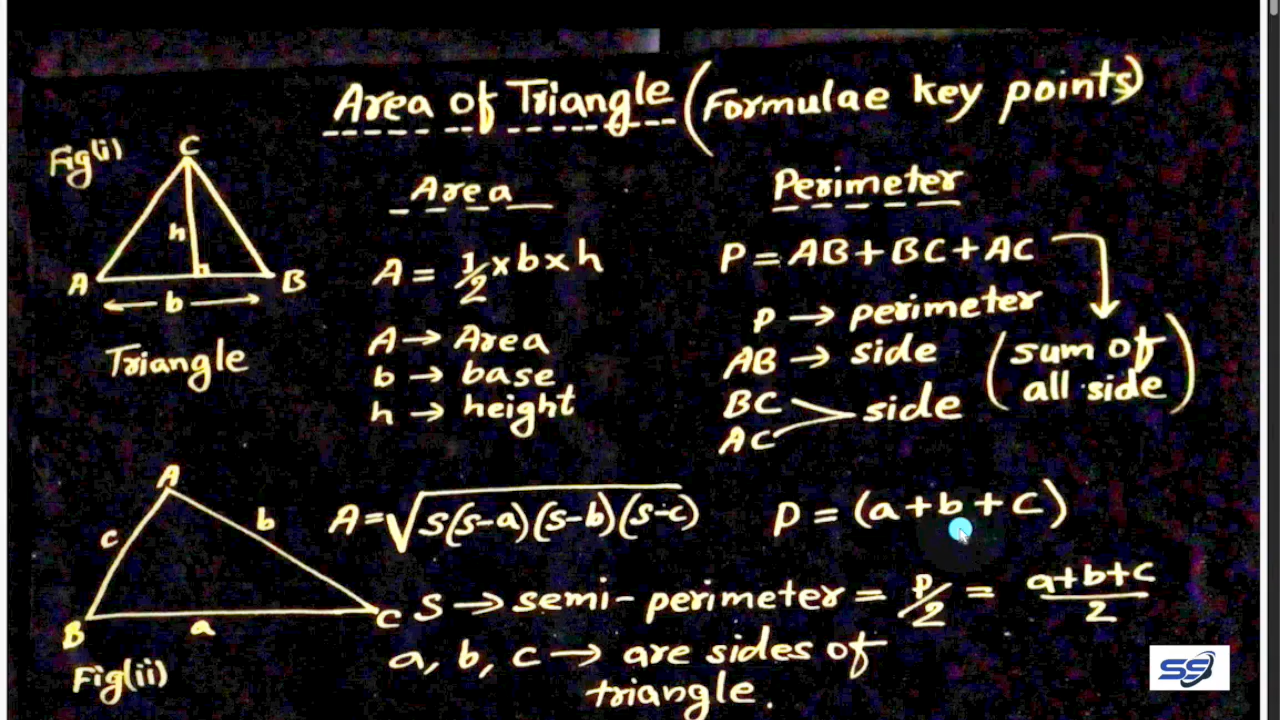 Area of Triangle (Formulae key points)
Fig(i)
C
h
A
B
b
Triangle
Area
A = 1/2 × b × h
A → Area
b → base
h → height
Perimeter
P = AB + BC + AC
P → perimeter
AB → side
BC
AC
side
(sum of
all side)
A
c
b
B
a
C
Fig(ii)
A = √s(s-a)(s-b)(s-c)
P = (a+b+c)
S → semi-perimeter = P/2 = a+b+c/2
a, b, c → are sides of
triangle.
SS